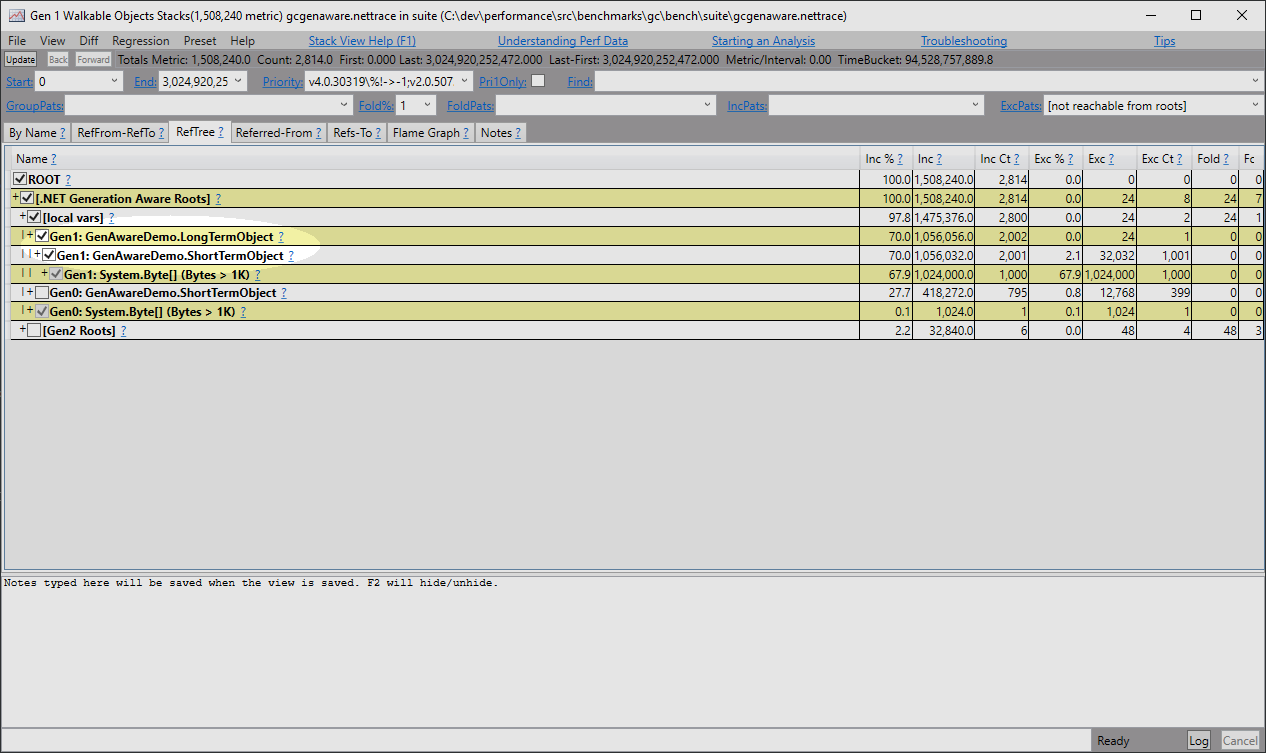 Gen 1 Walkable Objects Stacks(1,508,240 metric) gcgenaware.nettrace in suite (C:\dev\performance\src\benchmarks\gc\bench\suite\gcgenaware.nettrace)
File View Diff Regression Preset Help Stack View Help (F1) Understanding Perf Data Starting an Analysis Troubleshooting Tips
Update Back Forward Totals Metric: 1,508,240.0 Count: 2,814.0 First: 0.000 Last: 3,024,920,252,472.000 Last-First: 3,024,920,252,472.000 Metric/Interval: 0.00 TimeBucket: 94,528,757,889.8
Start: 0 End: 3,024,920,25 Priority: v4.0.30319\%!->-1;v2.0.507. Pri1Only: Find:
GroupPats: Fold%: 1 FoldPats: IncPats: ExcPats: [not reachable from roots]
By Name ? RefFrom-RefTo ? RefTree ? Referred-From ? Refs-To ? Flame Graph ? Notes ?
Name ? Inc % ? Inc ? Inc Ct ? Exc % ? Exc ? Exc Ct ? Fold ? Fc
ROOT ? 100.0 1,508,240.0 2,814 0.0 0 0 0 0
+ [.NET Generation Aware Roots] ? 100.0 1,508,240.0 2,814 0.0 24 8 24 7
+ [local vars] ? 97.8 1,475,376.0 2,800 0.0 24 2 24 1
| + Gen1: GenAwareDemo.LongTermObject ? 70.0 1,056,056.0 2,002 0.0 24 1 0 0
| | + Gen1: GenAwareDemo.ShortTermObject ? 70.0 1,056,032.0 2,001 2.1 32,032 1,001 0 0
| | + Gen1: System.Byte[] (Bytes > 1K) ? 67.9 1,024,000.0 1,000 67.9 1,024,000 1,000 0 0
| + Gen0: GenAwareDemo.ShortTermObject ? 27.7 418,272.0 795 0.8 12,768 399 0 0
| + Gen0: System.Byte[] (Bytes > 1K) ? 0.1 1,024.0 1 0.1 1,024 1 0 0
+ [Gen2 Roots] ? 2.2 32,840.0 6 0.0 48 4 48 3
Notes typed here will be saved when the view is saved. F2 will hide/unhide.
Ready Log Cancel